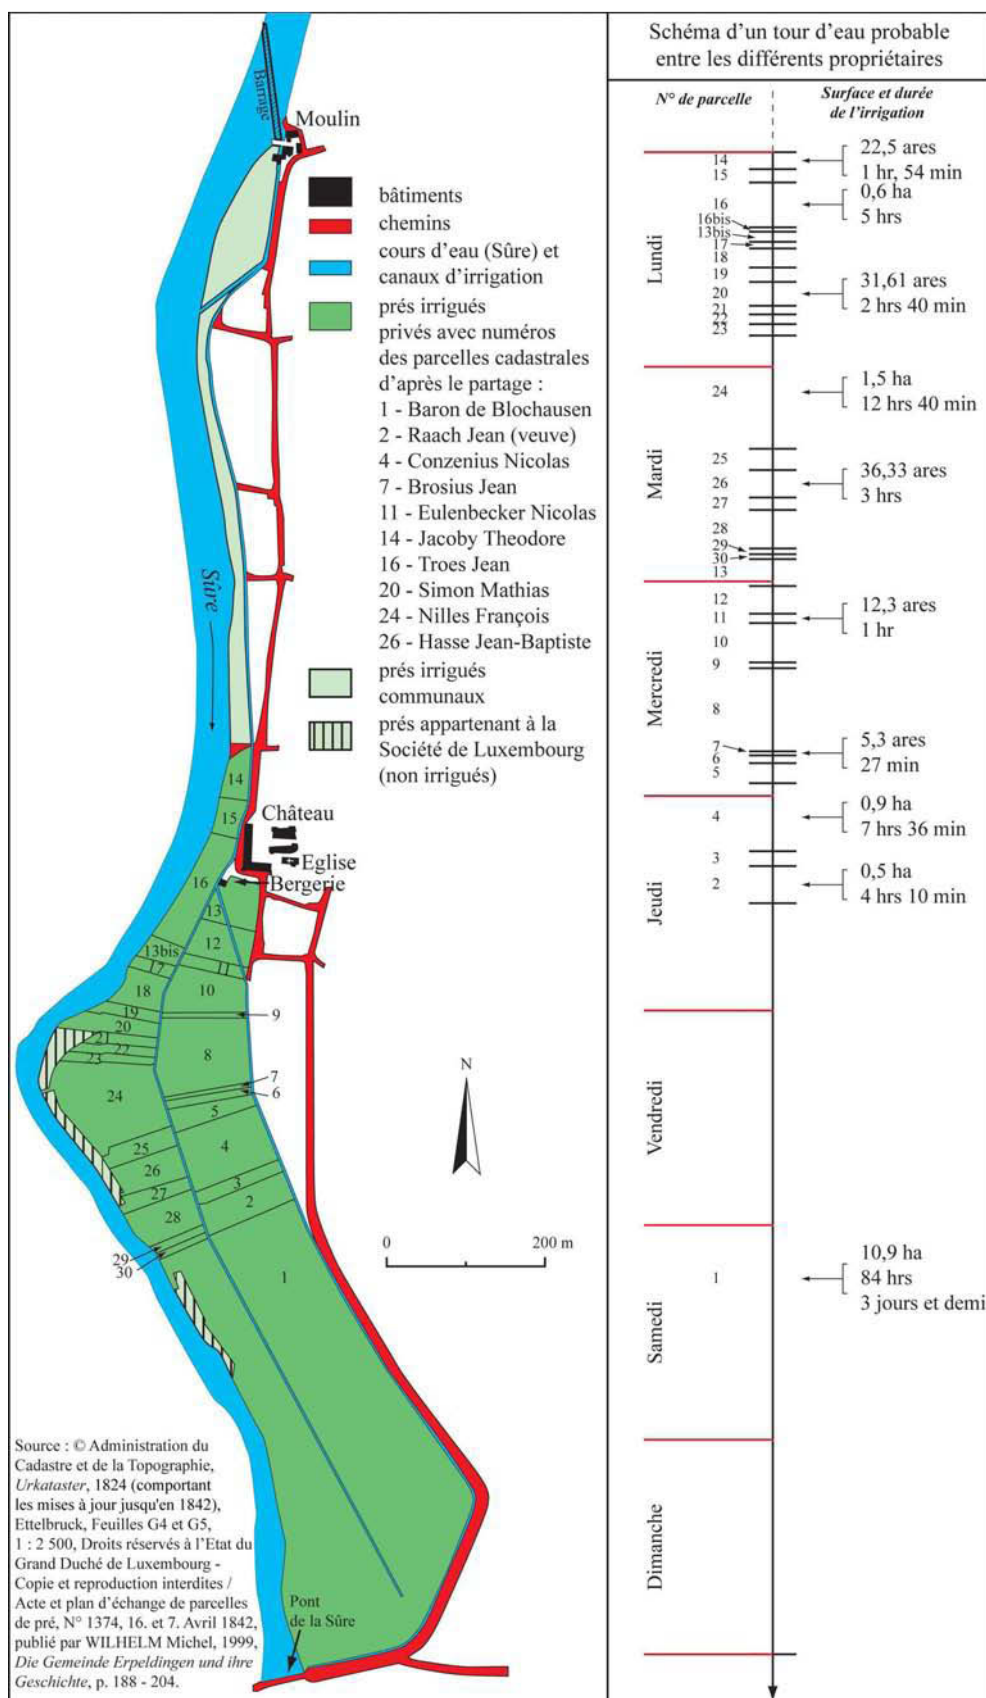 Schéma d'un tour d'eau probable
entre les différents propriétaires
N° de parcelle
Surface et durée
de l'irrigation
Barrage
Moulin
bâtiments
chemins
cours d'eau (Sûre) et
canaux d'irrigation
prés irrigués
privés avec numéros
des parcelles cadastrales
d'après le partage :
1 - Baron de Blochausen
2 - Raach Jean (veuve)
4 - Conzenius Nicolas
7 - Brosius Jean
11 - Eulenbecker Nicolas
14 - Jacoby Theodore
16 - Troes Jean
20 - Simon Mathias
24 - Nilles François
26 - Hasse Jean-Baptiste
prés irrigués
communaux
prés appartenant à la
Société de Luxembourg
(non irrigués)
Sûre
14
15
Château
Eglise
Bergerie
16
13
12
13bis
17
18
10
19
9
20
21
22
23
8
7
6
24
5
25
4
26
3
27
2
28
29
30
1
N
0
200 m
Pont
de la Sûre
Source : © Administration du
Cadastre et de la Topographie,
Urkataster, 1824 (comportant
les mises à jour jusqu'en 1842),
Ettelbruck, Feuilles G4 et G5,
1 : 2 500, Droits réservés à l'Etat du
Grand Duché de Luxembourg -
Copie et reproduction interdites /
Acte et plan d'échange de parcelles
de pré, N° 1374, 16. et 7. Avril 1842,
publié par WILHELM Michel, 1999,
Die Gemeinde Erpeldingen und ihre
Geschichte, p. 188 - 204.
Lundi
14
15
16
16bis
13bis
17
18
19
20
21
22
23
22,5 ares
1 hr, 54 min
0,6 ha
5 hrs
31,61 ares
2 hrs 40 min
Mardi
24
25
26
27
28
29
30
13
1,5 ha
12 hrs 40 min
36,33 ares
3 hrs
Mercredi
12
11
10
9
8
7
6
5
12,3 ares
1 hr
5,3 ares
27 min
Jeudi
4
3
2
0,9 ha
7 hrs 36 min
0,5 ha
4 hrs 10 min
Vendredi
Samedi
1
10,9 ha
84 hrs
3 jours et demi
Dimanche